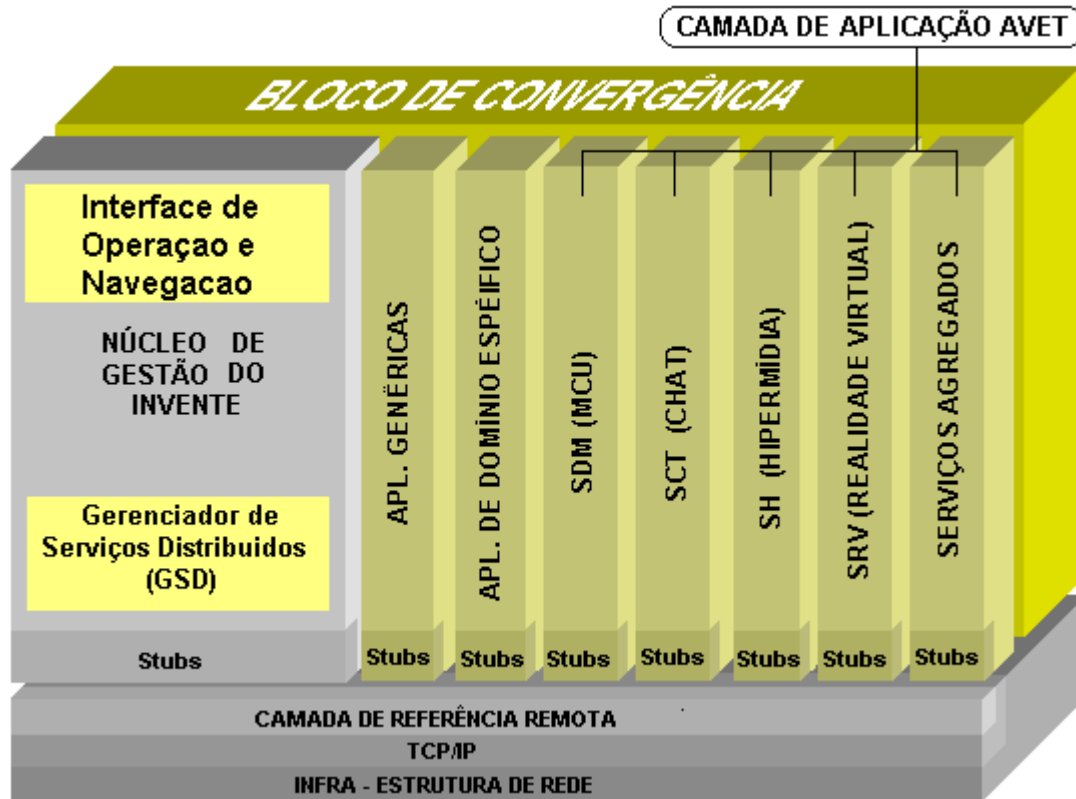 CAMADA DE APLICAÇÃO AVET
BLOCO DE CONVERGÊNCIA
Interface de
Operaçao e
Navegacao
NÚCLEO DE
GESTÃO DO
INVENTE
Gerenciador de
Serviços Distribuidos
(GSD)
Stubs
APL. GENÉRICAS
Stubs
APL. DE DOMÍNIO ESPÉIFICO
Stubs
SDM (MCU)
Stubs
SCT (CHAT)
Stubs
SH (HIPERMÍDIA)
Stubs
SRV (REALIDADE VIRTUAL)
Stubs
SERVIÇOS AGREGADOS
Stubs
CAMADA DE REFERÊNCIA REMOTA
TCP/IP
INFRA - ESTRUTURA DE REDE